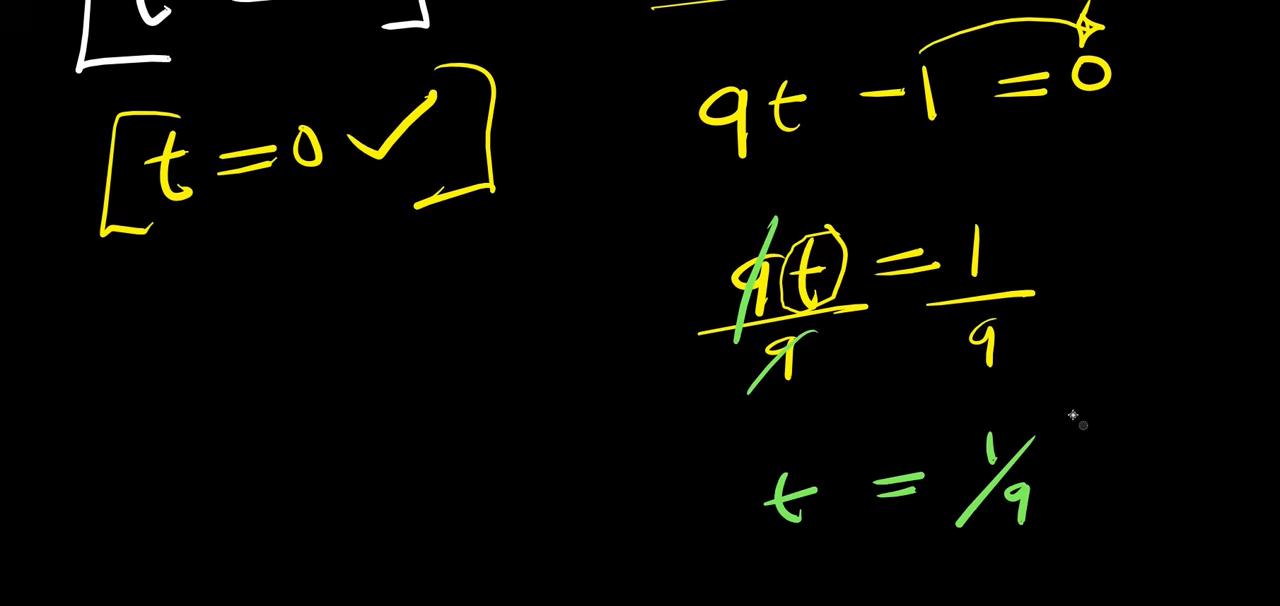 [t = 0 ✓]
9t - 1 = 0
9t/9 = 1/9
t = 1/9